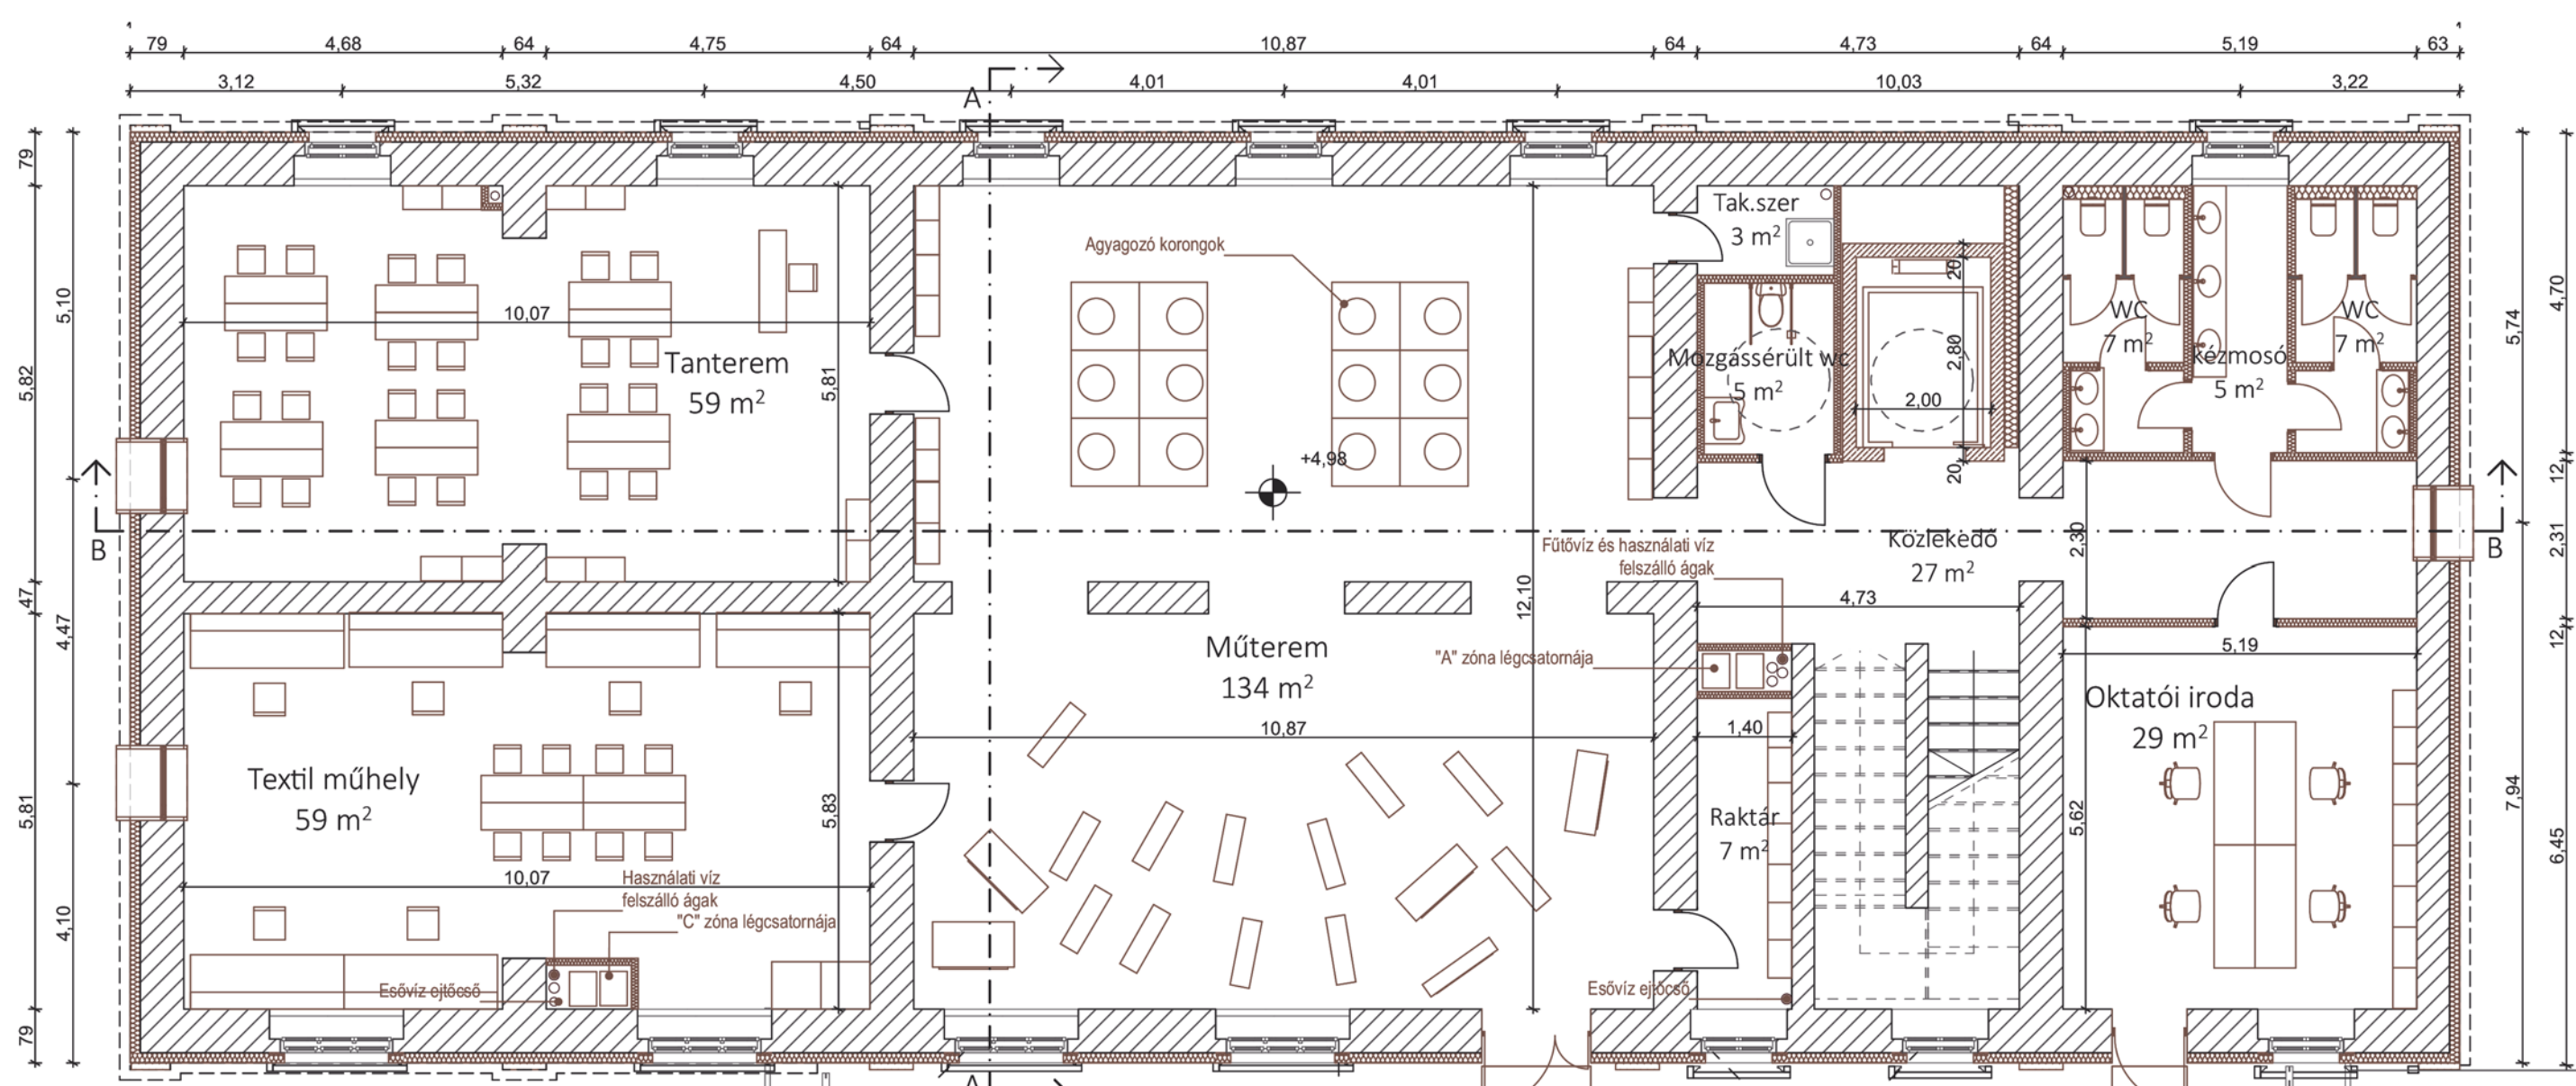 79 4,68 64 4,75 64 10,87 64 4,73 64 5,19 63
3,12 5,32 4,50 4,01 4,01 10,03 3,22
A
79
5,10
5,82
47
4,47
5,81
4,10
79
Tak.szer
3 m²
Agyagozó korongok
10,07
Tanterem
59 m²
5,81
Mozgássérült wc
5 m²
20
2,80
2,00
20
WC
7 m²
Kézmosó
5 m²
WC
7 m²
4,70
5,74
12
2,31
12
7,94
6,45
+4,98
B
B
Fűtővíz és használati víz
felszálló ágak
Közlekedő
27 m²
2,30
12,10
4,73
Műterem
134 m²
"A" zóna légcsatornája
5,19
Oktatói iroda
29 m²
10,87
1,40
Textil műhely
59 m²
5,83
Raktár
7 m²
5,62
10,07
Használati víz
felszálló ágak
"C" zóna légcsatornája
Esővíz ejtőcső
Esővíz ejtőcső
A